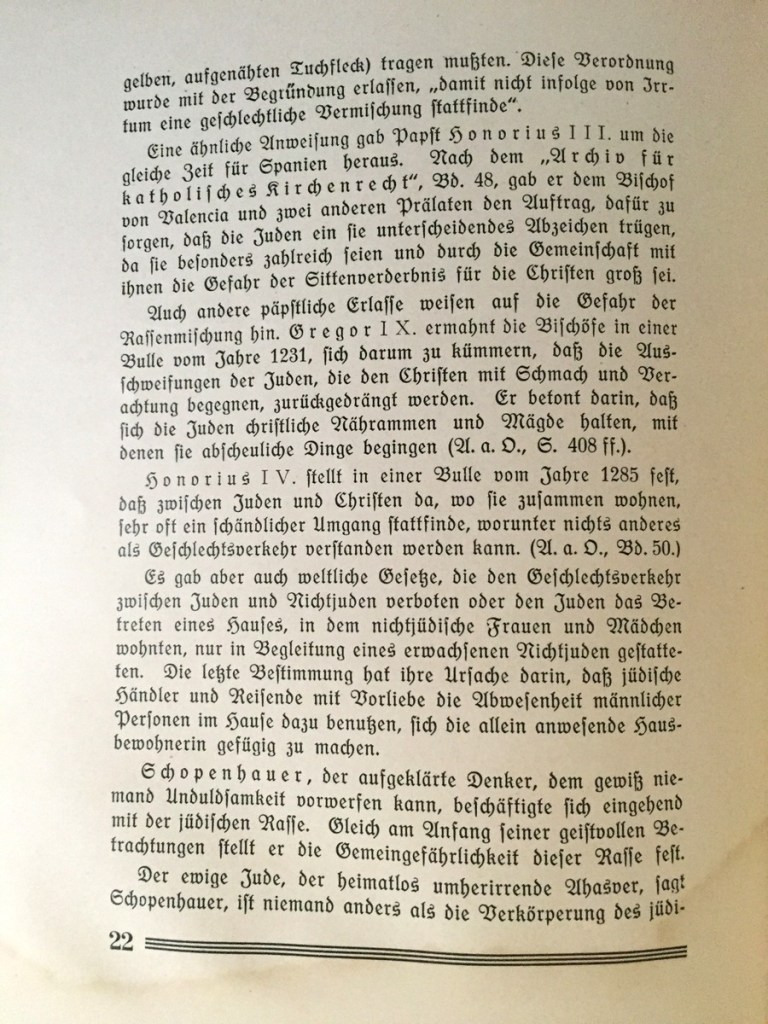 gelben, aufgenähten Tuchfleck) tragen mußten. Diese Verordnung
wurde mit der Begründung erlassen, „damit nicht infolge von Irr-
tum eine geschlechtliche Vermischung stattfinde“.
Eine ähnliche Anweisung gab Papst Honorius III. um die
gleiche Zeit für Spanien heraus. Nach dem „Archiv für
katholisches Kirchenrecht“, Bd. 48, gab er dem Bischof
von Valencia und zwei anderen Prälaten den Auftrag, dafür zu
sorgen, daß die Juden ein sie unterscheidendes Abzeichen trügen,
da sie besonders zahlreich seien und durch die Gemeinschaft mit
ihnen die Gefahr der Sittenverderbnis für die Christen groß sei.
Auch andere päpstliche Erlasse weisen auf die Gefahr der
Rassenmischung hin. Gregor IX. ermahnt die Bischöfe in einer
Bulle vom Jahre 1231, sich darum zu kümmern, daß die Aus-
schweifungen der Juden, die den Christen mit Schmach und Ver-
achtung begegnen, zurückgedrängt werden. Er betont darin, daß
sich die Juden christliche Nährammen und Mägde halten, mit
denen sie abscheuliche Dinge begingen (A. a. O., S. 408 ff.).
Honorius IV. stellt in einer Bulle vom Jahre 1285 fest,
daß zwischen Juden und Christen da, wo sie zusammen wohnen,
sehr oft ein schändlicher Umgang stattfinde, worunter nichts anderes
als Geschlechtsverkehr verstanden werden kann. (A. a. O., Bd. 50.)
Es gab aber auch weltliche Gesetze, die den Geschlechtsverkehr
zwischen Juden und Nichtjuden verboten oder den Juden das Be-
treten eines Hauses, in dem nichtjüdische Frauen und Mädchen
wohnten, nur in Begleitung eines erwachsenen Nichtjuden gestatte-
ten. Die letzte Bestimmung hat ihre Ursache darin, daß jüdische
Händler und Reisende mit Vorliebe die Abwesenheit männlicher
Personen im Hause dazu benutzen, sich die allein anwesende Haus-
bewohnerin gefügig zu machen.
Schopenhauer, der aufgeklärte Denker, dem gewiß nie-
mand Unduldsamkeit vorwerfen kann, beschäftigte sich eingehend
mit der jüdischen Rasse. Gleich am Anfang seiner geistvollen Be-
trachtungen stellt er die Gemeingefährlichkeit dieser Rasse fest.
Der ewige Jude, der heimatlos umherirrende Ahasver, sagt
Schopenhauer, ist niemand anders als die Verkörperung des jüdi-
22